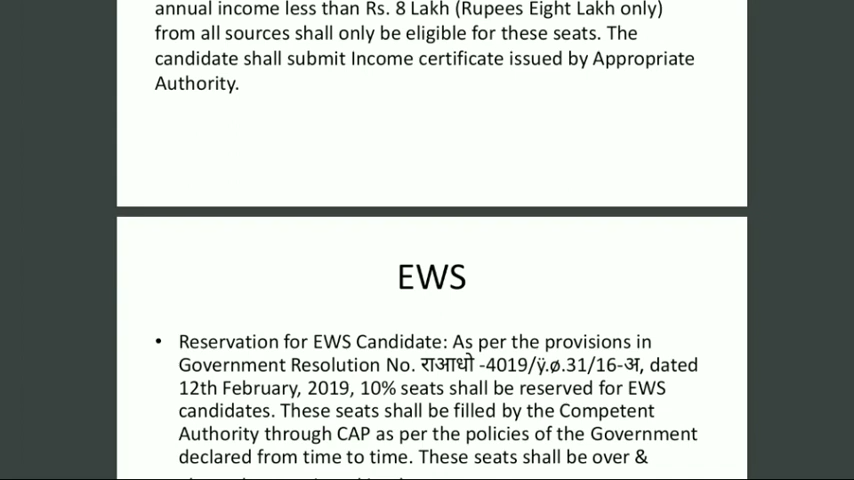 annual income less than Rs. 8 Lakh (Rupees Eight Lakh only)
from all sources shall only be eligible for these seats. The
candidate shall submit Income certificate issued by Appropriate
Authority.
EWS
• Reservation for EWS Candidate: As per the provisions in
Government Resolution No. राआधो -4019/ÿ.ø.31/16-अ, dated
12th February, 2019, 10% seats shall be reserved for EWS
candidates. These seats shall be filled by the Competent
Authority through CAP as per the policies of the Government
declared from time to time. These seats shall be over &